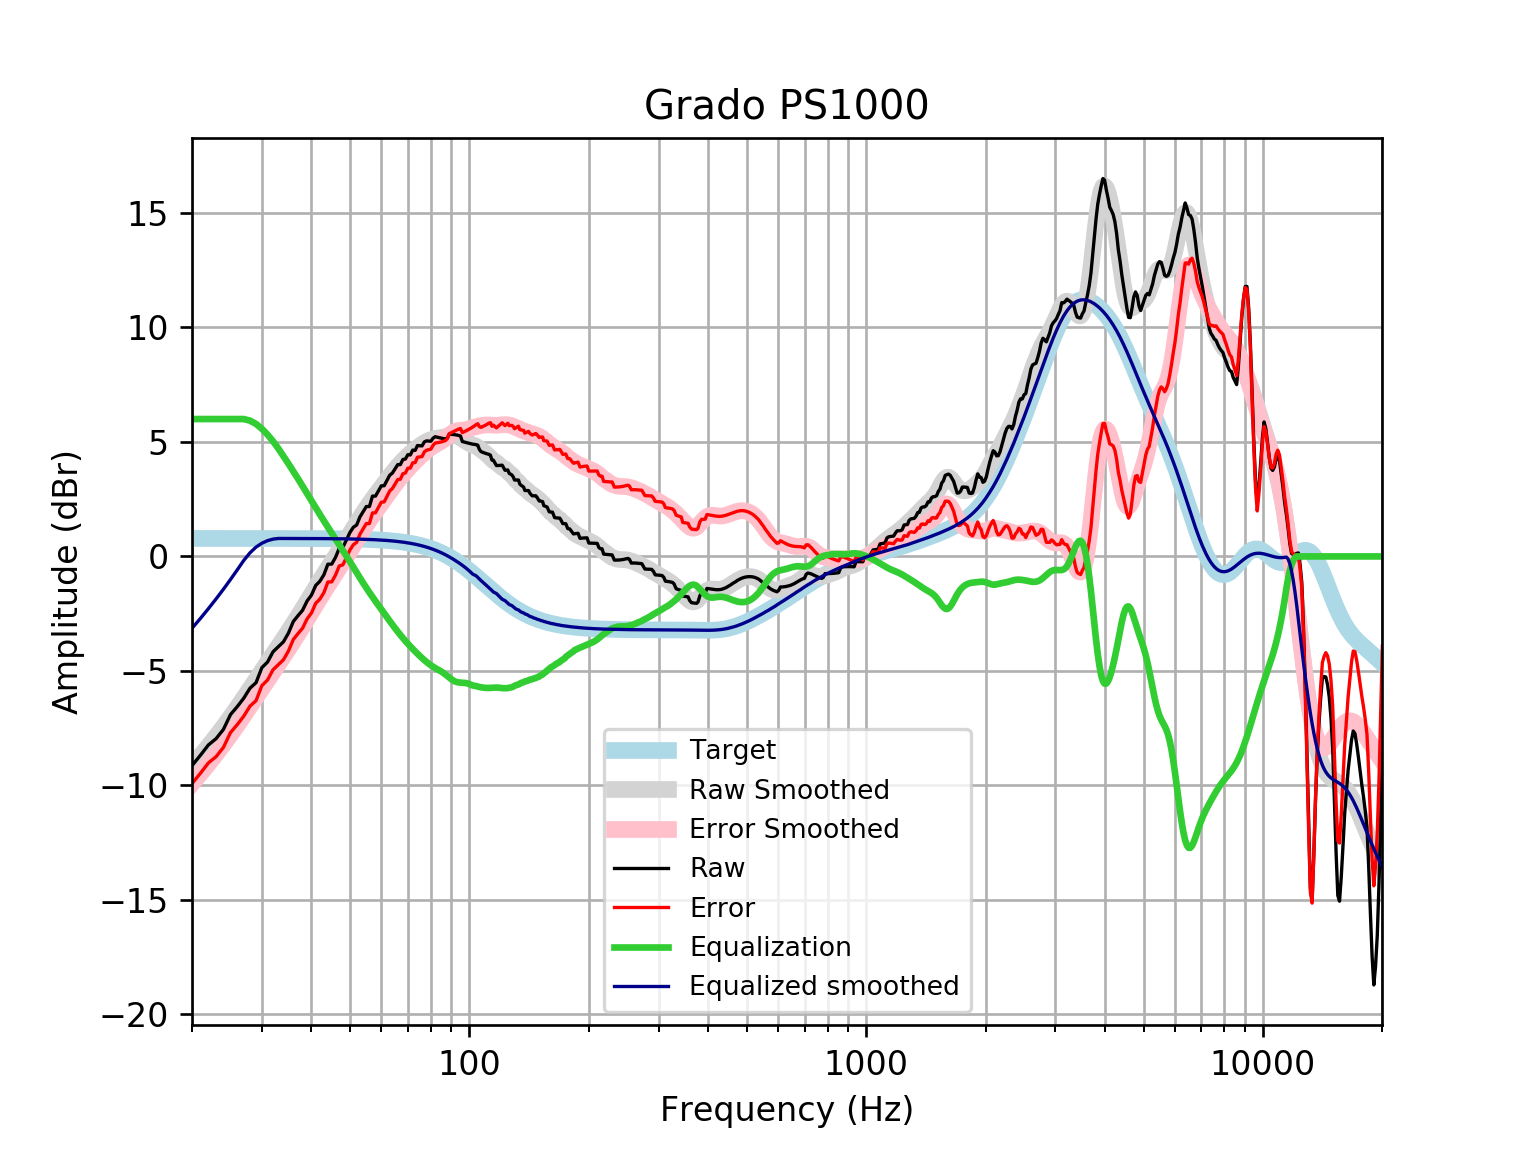 Grado PS1000
Amplitude (dBr)
15
10
5
0
−5
−10
−15
−20
Target
Raw Smoothed
Error Smoothed
Raw
Error
Equalization
Equalized smoothed
100
1000
10000
Frequency (Hz)